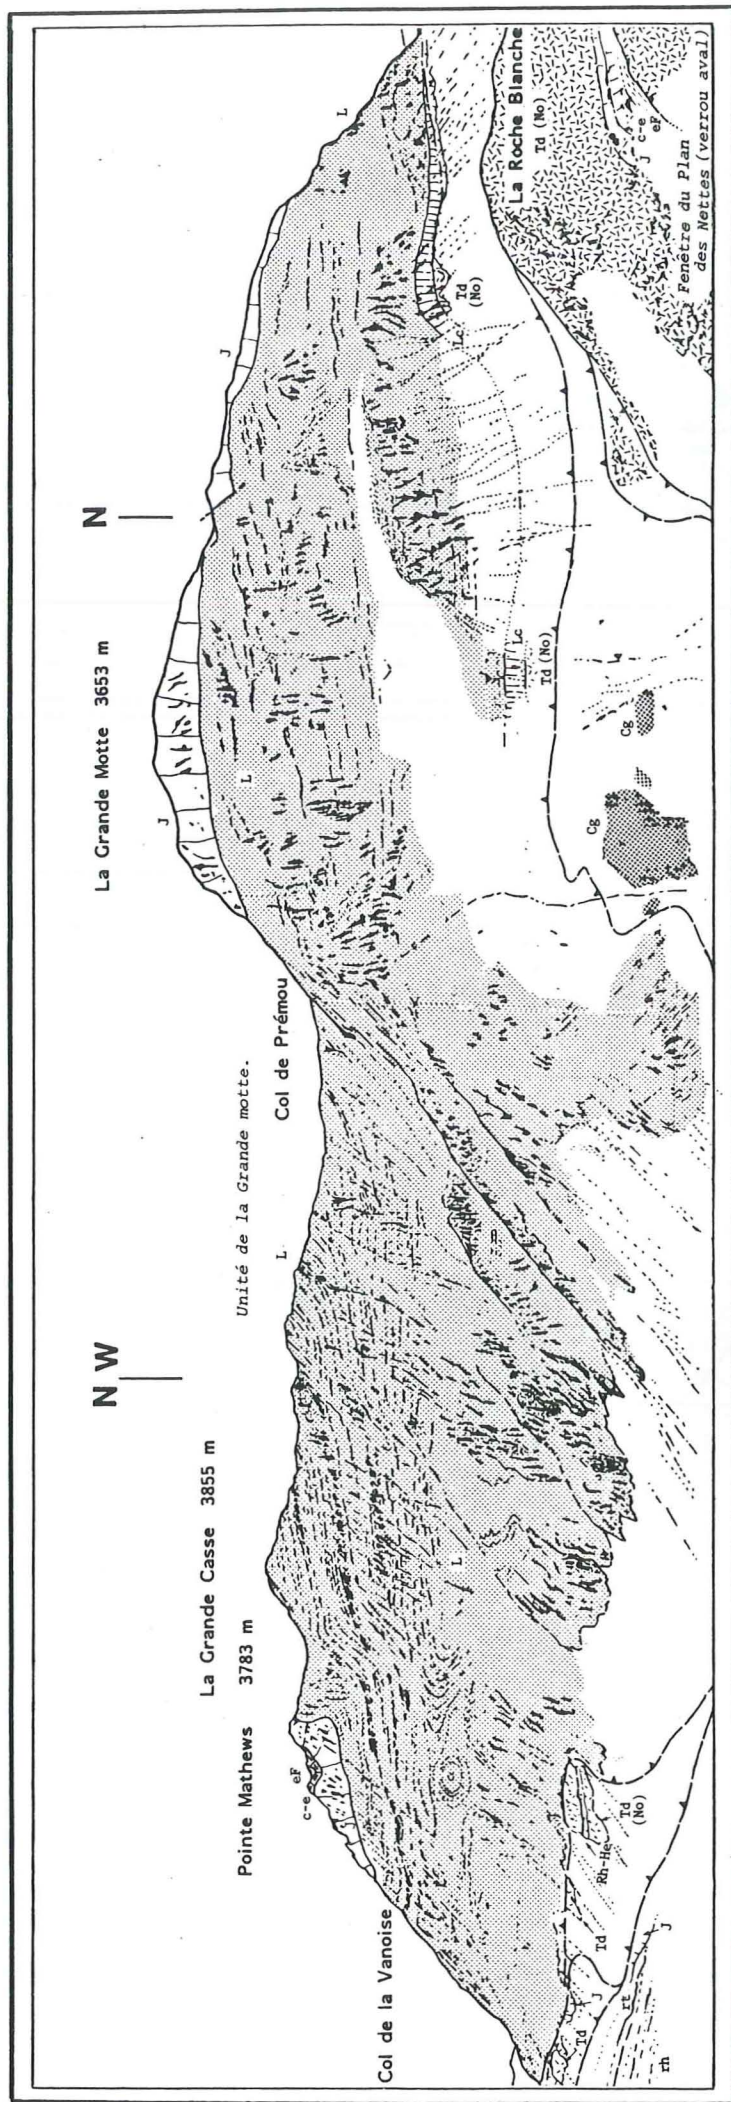 N W
N
La Grande Casse 3855 m
Pointe Mathews 3783 m
Unité de la Grande motte.
La Grande Motte 3653 m
Col de la Vanoise
c-e
eF
L
Col de Prémou
J
L
J
L
J
L
Lc
Td
(No)
La Roche Blanche
Td (No)
J
c-e
eF
Fenêtre du Plan
des Nettes (verrou aval)
Lc
Td (No)
Cg
Cg
Td
J
rt
rh
J
Td
Rh-He
Td
(No)